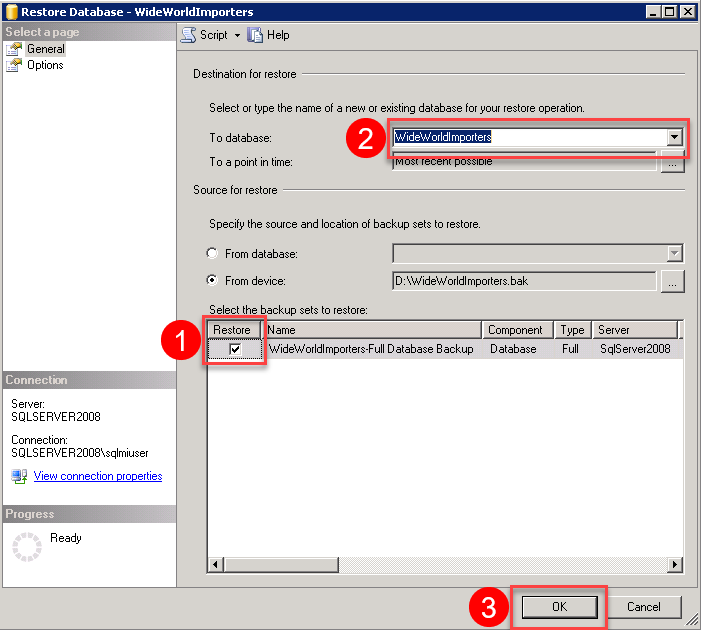 Restore Database - WideWorldImporters
Select a page
General
Options
Script
Help
Destination for restore
Select or type the name of a new or existing database for your restore operation.
To database:
2
WideWorldImporters
To a point in time:
Most recent possible
...
Source for restore
Specify the source and location of backup sets to restore.
From database:
From device:
D:\WideWorldImporters.bak
...
Select the backup sets to restore:
1
Restore Name Component Type Server
WideWorldImporters-Full Database Backup Database Full SqlServer2008
Connection
Server:
SQLSERVER2008
Connection:
SQLSERVER2008\sqlmiuser
View connection properties
Progress
Ready
3
OK
Cancel